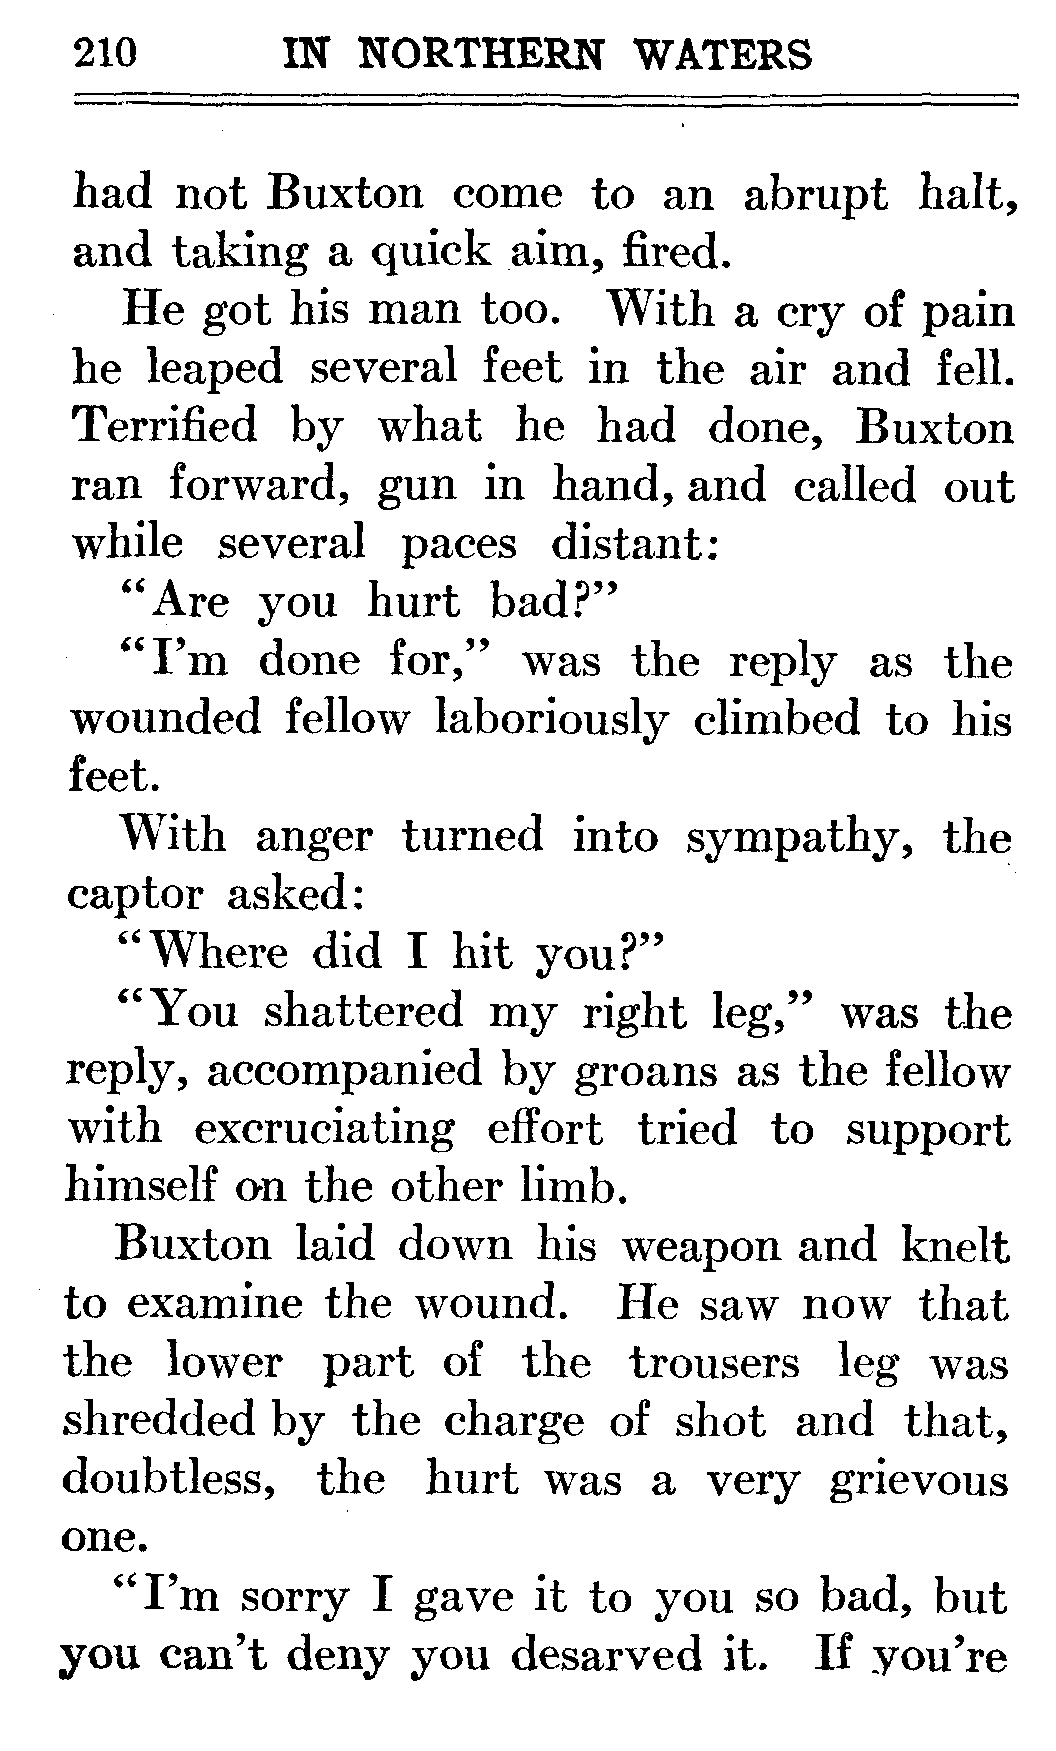 210 IN NORTHERN WATERS
had not Buxton come to an abrupt halt,
and taking a quick aim, fired.
He got his man too. With a cry of pain
he leaped several feet in the air and fell.
Terrified by what he had done, Buxton
ran forward, gun in hand, and called out
while several paces distant:
"Are you hurt bad?"
"I'm done for," was the reply as the
wounded fellow laboriously climbed to his
feet.
With anger turned into sympathy, the
captor asked:
"Where did I hit you?"
"You shattered my right leg," was the
reply, accompanied by groans as the fellow
with excruciating effort tried to support
himself on the other limb.
Buxton laid down his weapon and knelt
to examine the wound. He saw now that
the lower part of the trousers leg was
shredded by the charge of shot and that,
doubtless, the hurt was a very grievous
one.
"I'm sorry I gave it to you so bad, but
you can't deny you desarved it. If you're